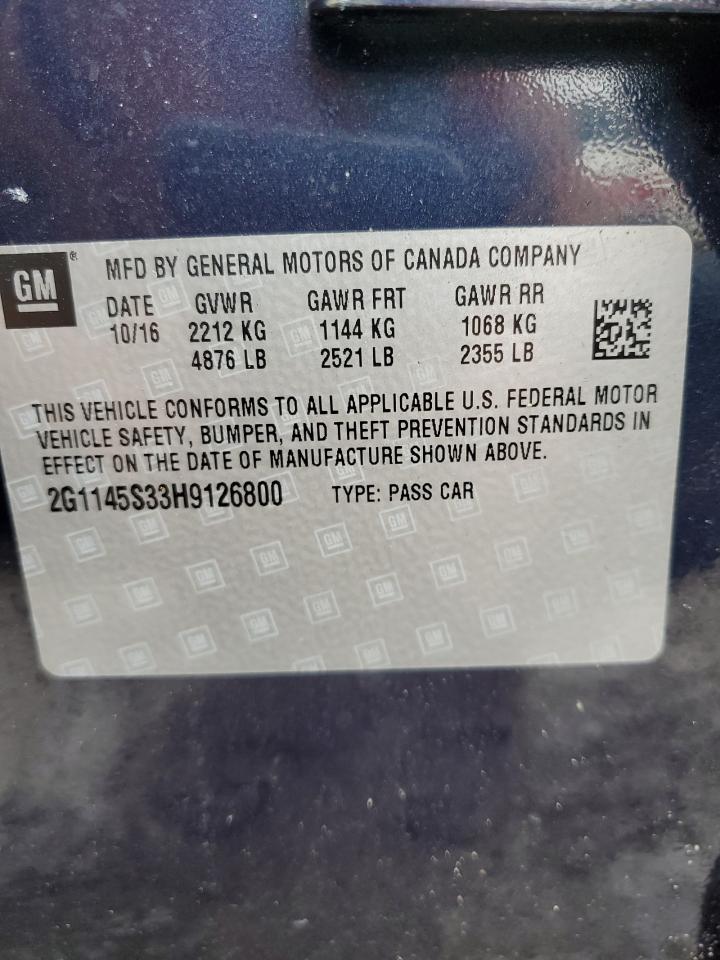 GM®
MFD BY GENERAL MOTORS OF CANADA COMPANY
DATE GVWR GAWR FRT GAWR RR
10/16 2212 KG 1144 KG 1068 KG
4876 LB 2521 LB 2355 LB
THIS VEHICLE CONFORMS TO ALL APPLICABLE U.S. FEDERAL MOTOR
VEHICLE SAFETY, BUMPER, AND THEFT PREVENTION STANDARDS IN
EFFECT ON THE DATE OF MANUFACTURE SHOWN ABOVE.
2G1145S33H9126800 TYPE: PASS CAR